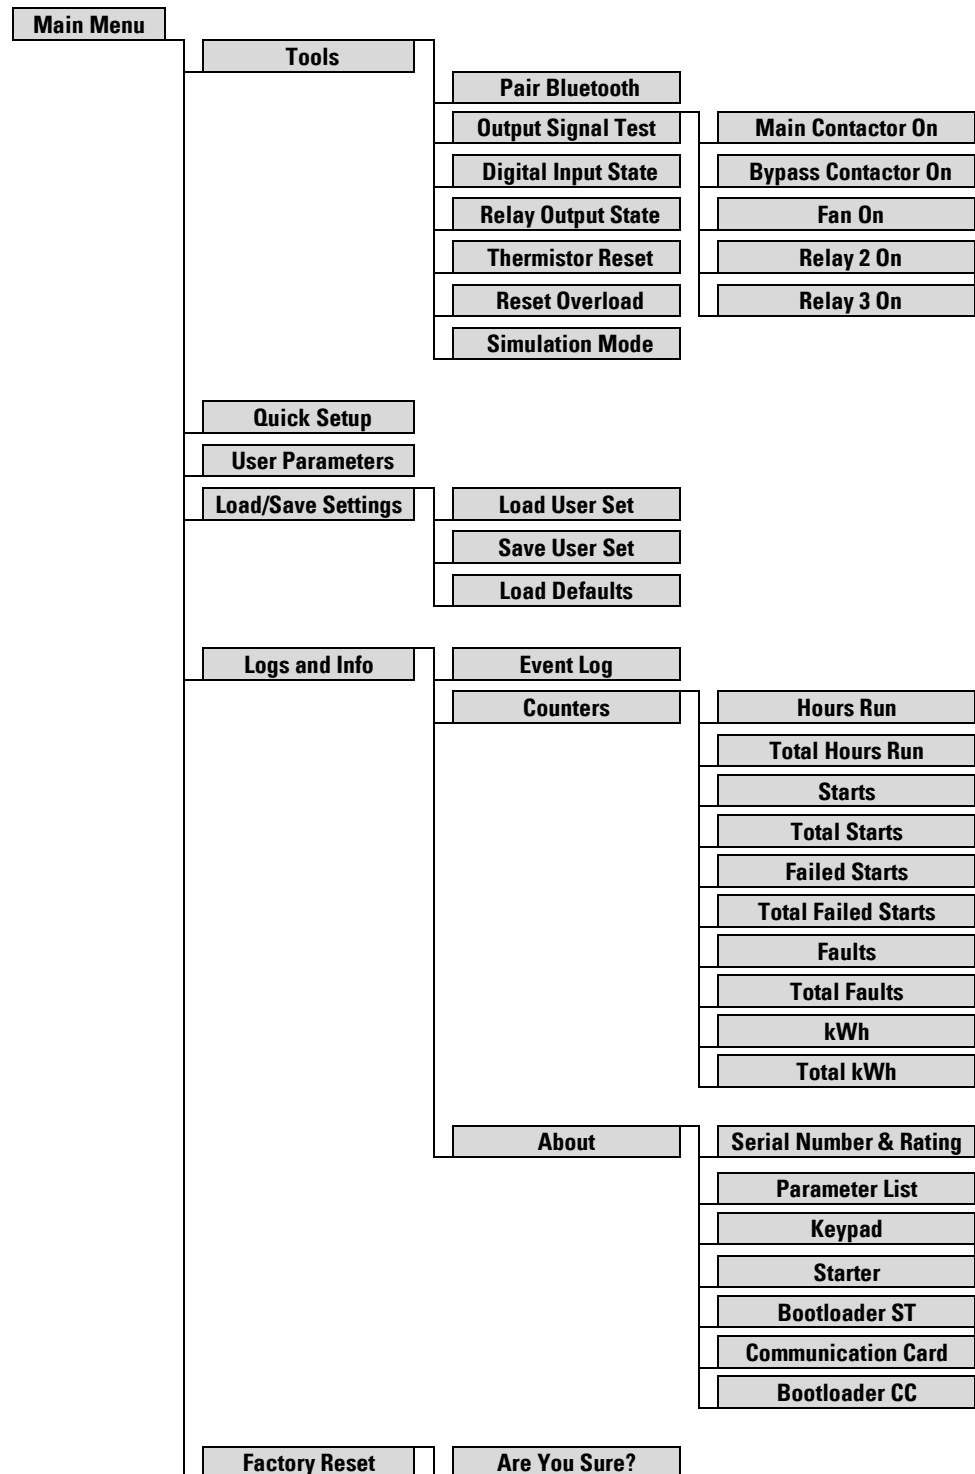 Main Menu
Tools
Pair Bluetooth
Output Signal Test
Main Contactor On
Digital Input State
Bypass Contactor On
Relay Output State
Fan On
Thermistor Reset
Relay 2 On
Reset Overload
Relay 3 On
Simulation Mode
Quick Setup
User Parameters
Load/Save Settings
Load User Set
Save User Set
Load Defaults
Logs and Info
Event Log
Counters
Hours Run
Total Hours Run
Starts
Total Starts
Failed Starts
Total Failed Starts
Faults
Total Faults
kWh
Total kWh
About
Serial Number & Rating
Parameter List
Keypad
Starter
Bootloader ST
Communication Card
Bootloader CC
Factory Reset
Are You Sure?